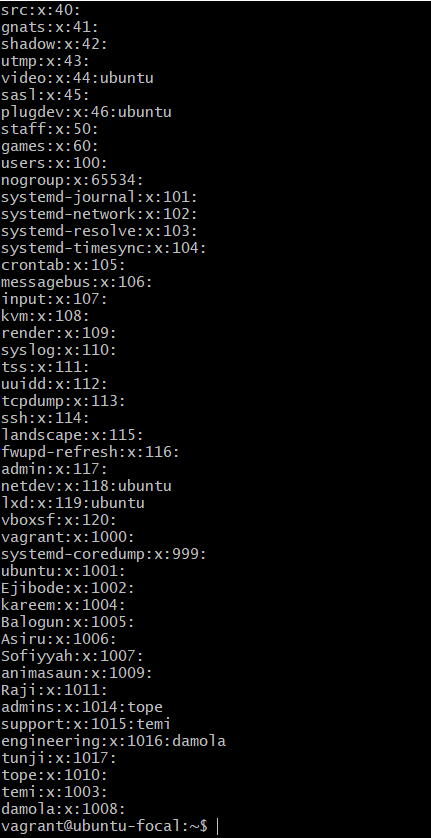 src:x:40:
gnats:x:41:
shadow:x:42:
utmp:x:43:
video:x:44:ubuntu
sasl:x:45:
plugdev:x:46:ubuntu
staff:x:50:
games:x:60:
users:x:100:
nogroup:x:65534:
systemd-journal:x:101:
systemd-network:x:102:
systemd-resolve:x:103:
systemd-timesync:x:104:
crontab:x:105:
messagebus:x:106:
input:x:107:
kvm:x:108:
render:x:109:
syslog:x:110:
tss:x:111:
uuidd:x:112:
tcpdump:x:113:
ssh:x:114:
landscape:x:115:
fwupd-refresh:x:116:
admin:x:117:
netdev:x:118:ubuntu
lxd:x:119:ubuntu
vboxsf:x:120:
vagrant:x:1000:
systemd-coredump:x:999:
ubuntu:x:1001:
Ejibode:x:1002:
kareem:x:1004:
Balogun:x:1005:
Asiru:x:1006:
Sofiyyah:x:1007:
animasaun:x:1009:
Raji:x:1011:
admins:x:1014:tope
support:x:1015:temi
engineering:x:1016:damola
tunji:x:1017:
tope:x:1010:
temi:x:1003:
damola:x:1008:
vagrant@ubuntu-focal:~$